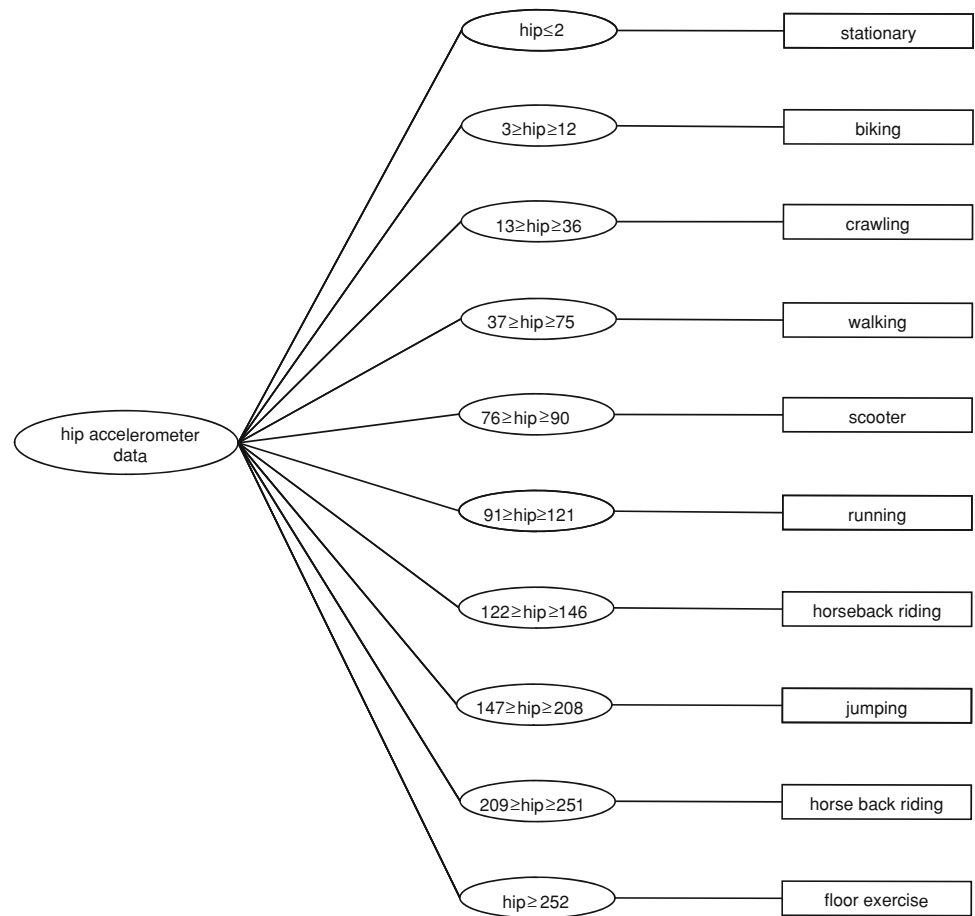 hip≤2
stationary
3≥hip≥12
biking
13≥hip≥36
crawling
37≥hip≥75
walking
76≥hip≥90
scooter
hip accelerometer
data
91≥hip≥121
running
122≥hip≥146
horseback riding
147≥hip≥208
jumping
209≥hip≥251
horse back riding
hip≥252
floor exercise